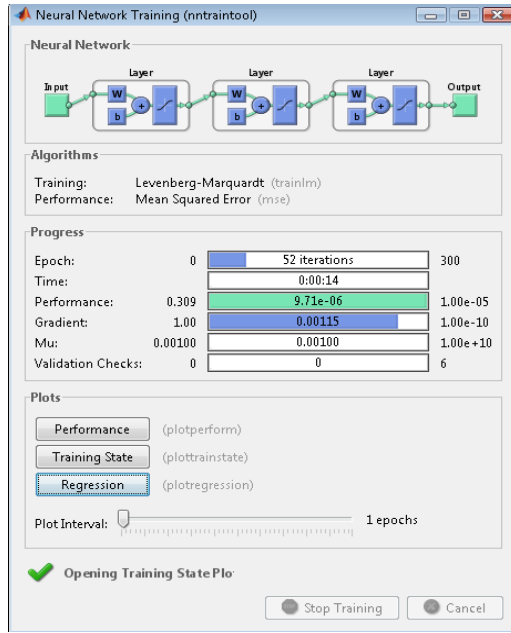 Neural Network Training (nntraintool)
Neural Network
Layer Layer Layer
Input Output
W W W
+ + +
b b b
Algorithms
Training: Levenberg-Marquardt (trainlm)
Performance: Mean Squared Error (mse)
Progress
Epoch: 0 52 iterations 300
Time: 0:00:14
Performance: 0.309 9.71e-06 1.00e-05
Gradient: 1.00 0.00115 1.00e-10
Mu: 0.00100 0.00100 1.00e+10
Validation Checks: 0 0 6
Plots
Performance (plotperform)
Training State (plottrainstate)
Regression (plotregression)
Plot Interval: 1 epochs
Opening Training State Plo
Stop Training Cancel